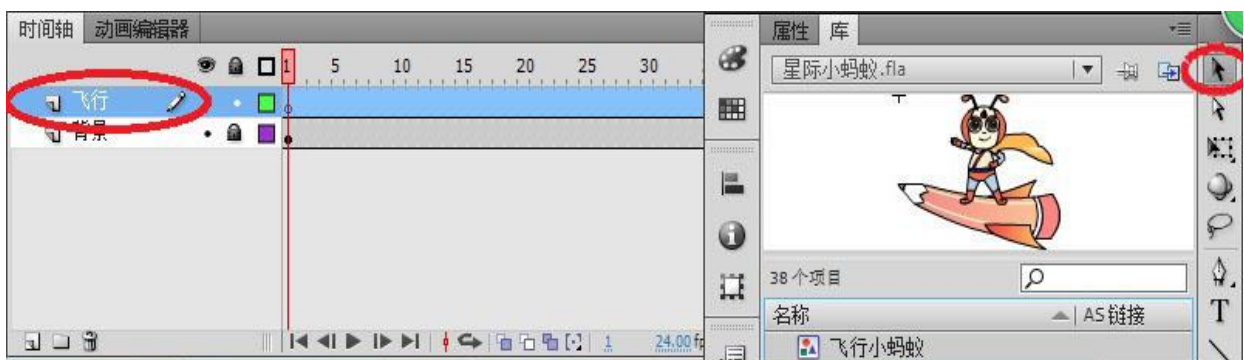 时间轴 动画编辑器
1 5 10 15 20 25 30
飞行
背景
1 24.00 fp
属性 库
星际小蚂蚁.fla
38 个项目
名称 AS 链接
飞行小蚂蚁
T